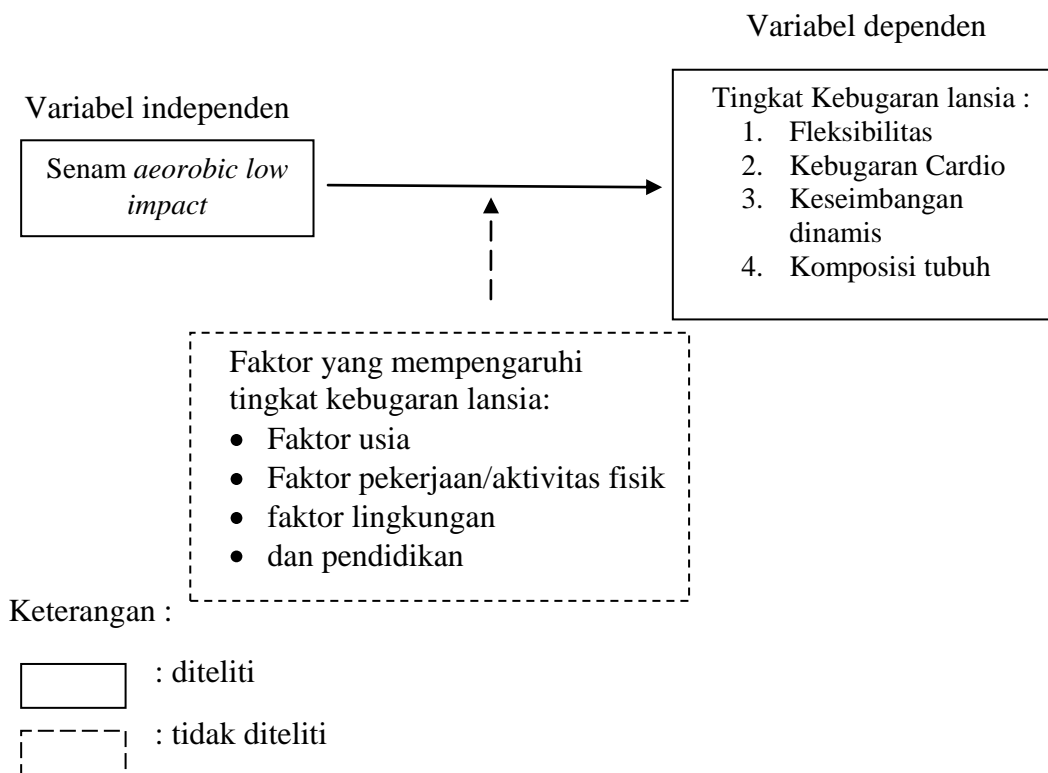 Variabel dependen
Variabel independen
Senam aeorobic low
impact
Tingkat Kebugaran lansia :
1. Fleksibilitas
2. Kebugaran Cardio
3. Keseimbangan
dinamis
4. Komposisi tubuh
Faktor yang mempengaruhi
tingkat kebugaran lansia:
• Faktor usia
• Faktor pekerjaan/aktivitas fisik
• faktor lingkungan
• dan pendidikan
Keterangan :
: diteliti
: tidak diteliti